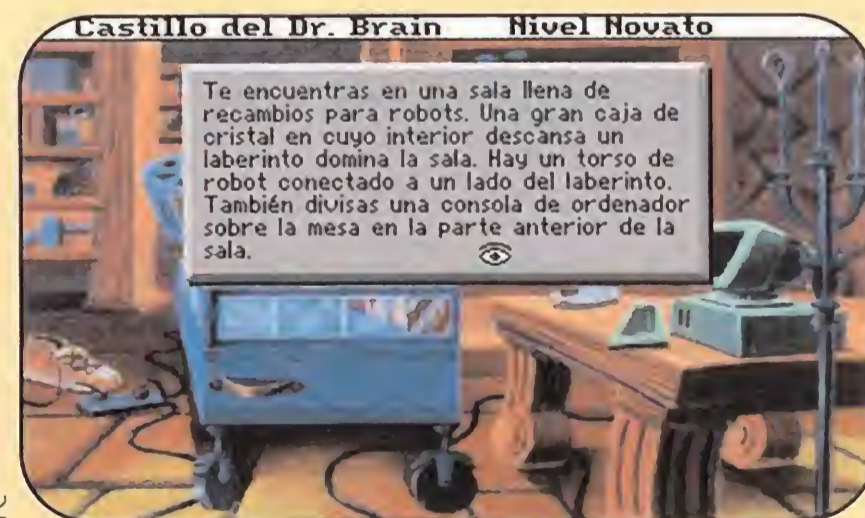 Castillo del Dr. Brain Nivel Novato
Te encuentras en una sala llena de
recambios para robots. Una gran caja de
cristal en cuyo interior descansa un
laberinto domina la sala. Hay un torso de
robot conectado a un lado del laberinto.
También divisas una consola de ordenador
sobre la mesa en la parte anterior de la
sala.